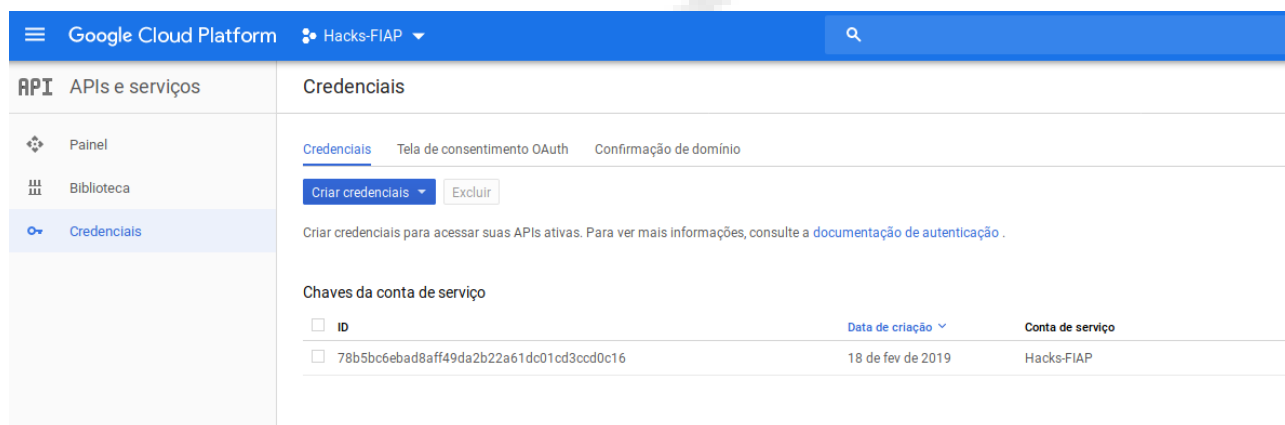 Google Cloud Platform Hacks-FIAP
API APIs e serviços
Credenciais
Painel
Biblioteca
Credenciais
Credenciais Tela de consentimento OAuth Confirmação de domínio
Criar credenciais Excluir
Criar credenciais para acessar suas APIs ativas. Para ver mais informações, consulte a documentação de autenticação .
Chaves da conta de serviço
ID Data de criação Conta de serviço
78b5bc6ebad8aff49da2b22a61dc01cd3ccd0c16 18 de fev de 2019 Hacks-FIAP